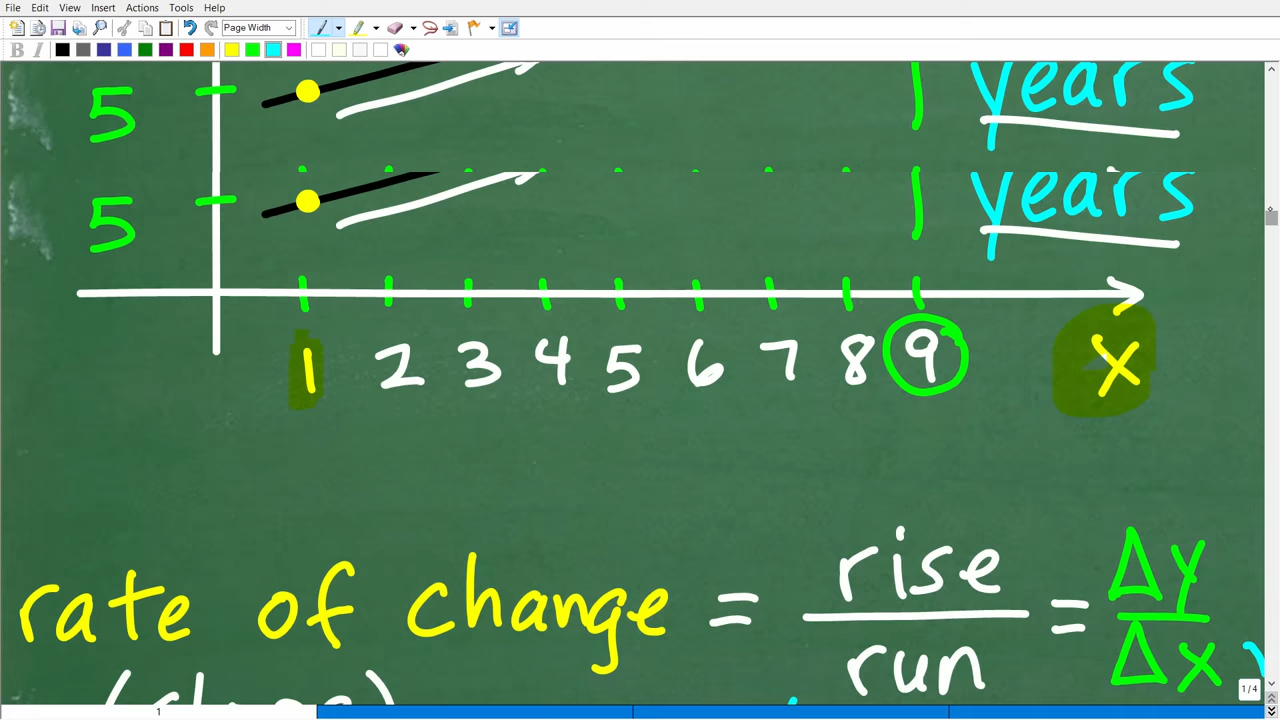 File Edit View Insert Actions Tools Help
Page Width
B I
5 years
5 years
1 2 3 4 5 6 7 8 9 x
rate of change = rise/run = Δy/Δx
1/4
1